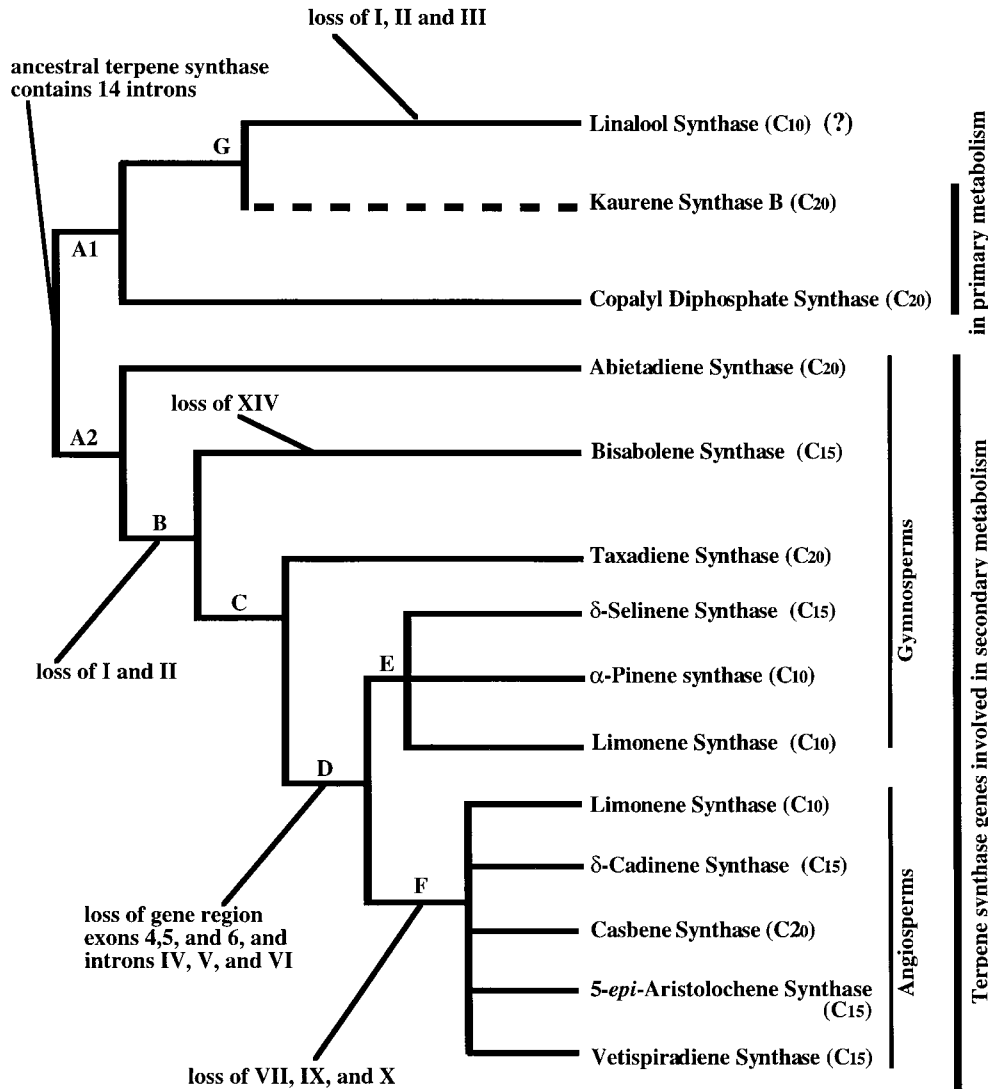 loss of I, II and III
ancestral terpene synthase
contains 14 introns
G
Linalool Synthase (C10) (?)
Kaurene Synthase B (C20)
A1
Copalyl Diphosphate Synthase (C20)
in primary metabolism
Abietadiene Synthase (C20)
loss of XIV
A2
Bisabolene Synthase (C15)
B
Taxadiene Synthase (C20)
C
δ-Selinene Synthase (C15)
loss of I and II
E
α-Pinene synthase (C10)
Limonene Synthase (C10)
Gymnosperms
D
Limonene Synthase (C10)
δ-Cadinene Synthase (C15)
F
loss of gene region
exons 4,5, and 6, and
introns IV, V, and VI
Casbene Synthase (C20)
5-epi-Aristolochene Synthase
(C15)
Vetispiradiene Synthase (C15)
loss of VII, IX, and X
Angiosperms
Terpene synthase genes involved in secondary metabolism